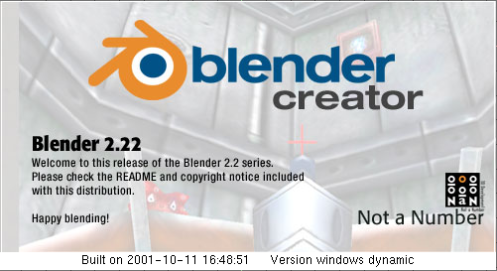 blender
creator
Blender 2.22
Welcome to this release of the Blender 2.2 series.
Please check the README and copyright notice included
with this distribution.
Happy blending!
Not a Number
Built on 2001-10-11 16:48:51 Version windows dynamic